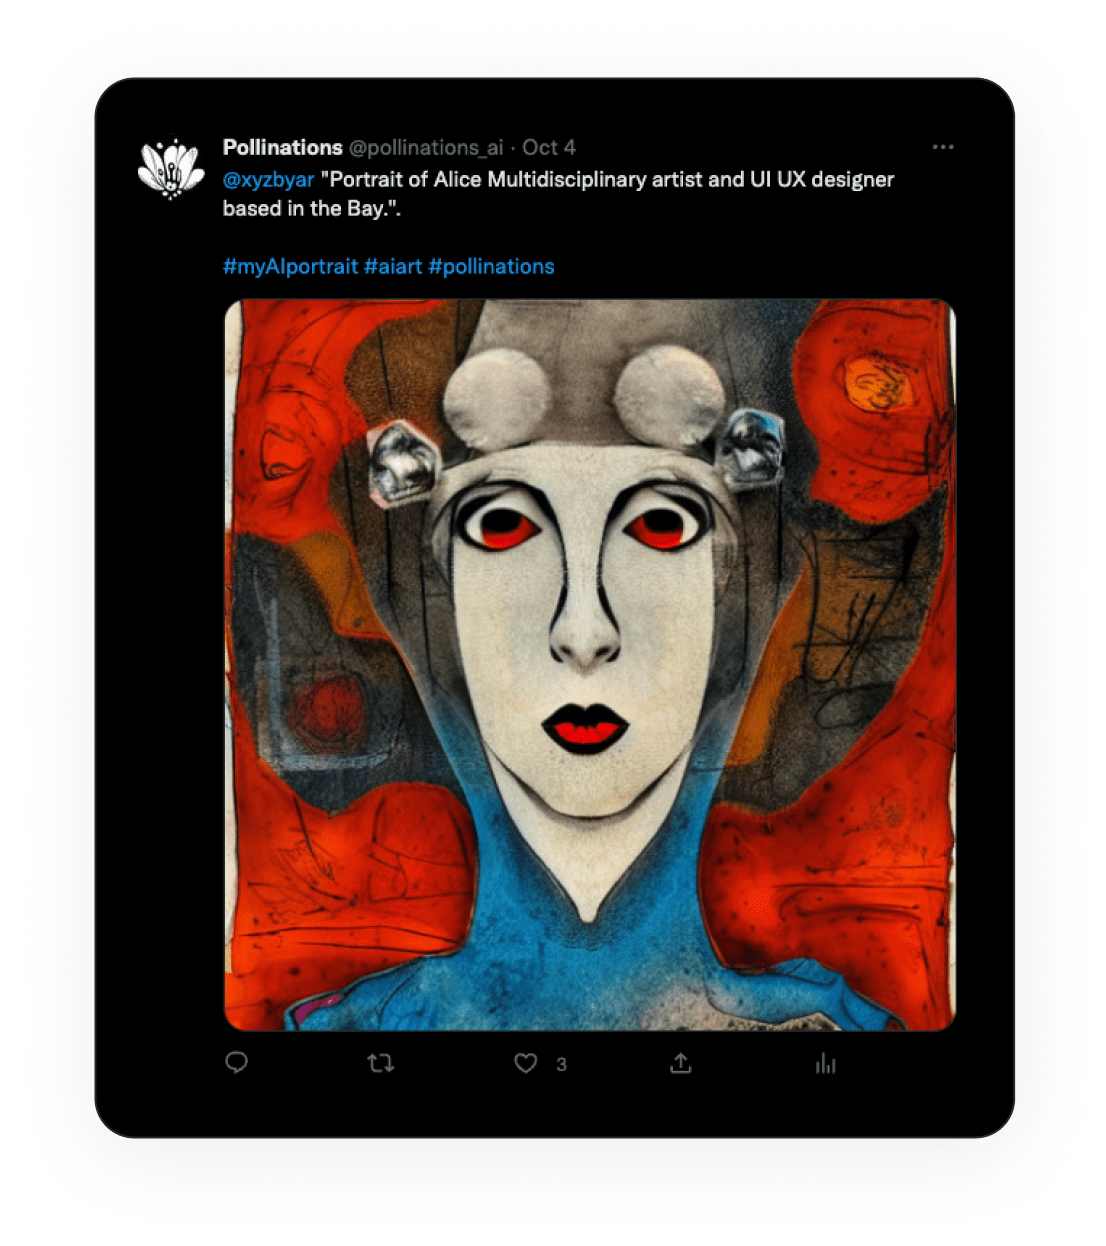 Pollinations @pollinations_ai · Oct 4
@xyzbyar "Portrait of Alice Multidisciplinary artist and UI UX designer
based in the Bay.".
#myAIportrait #aiart #pollinations
3